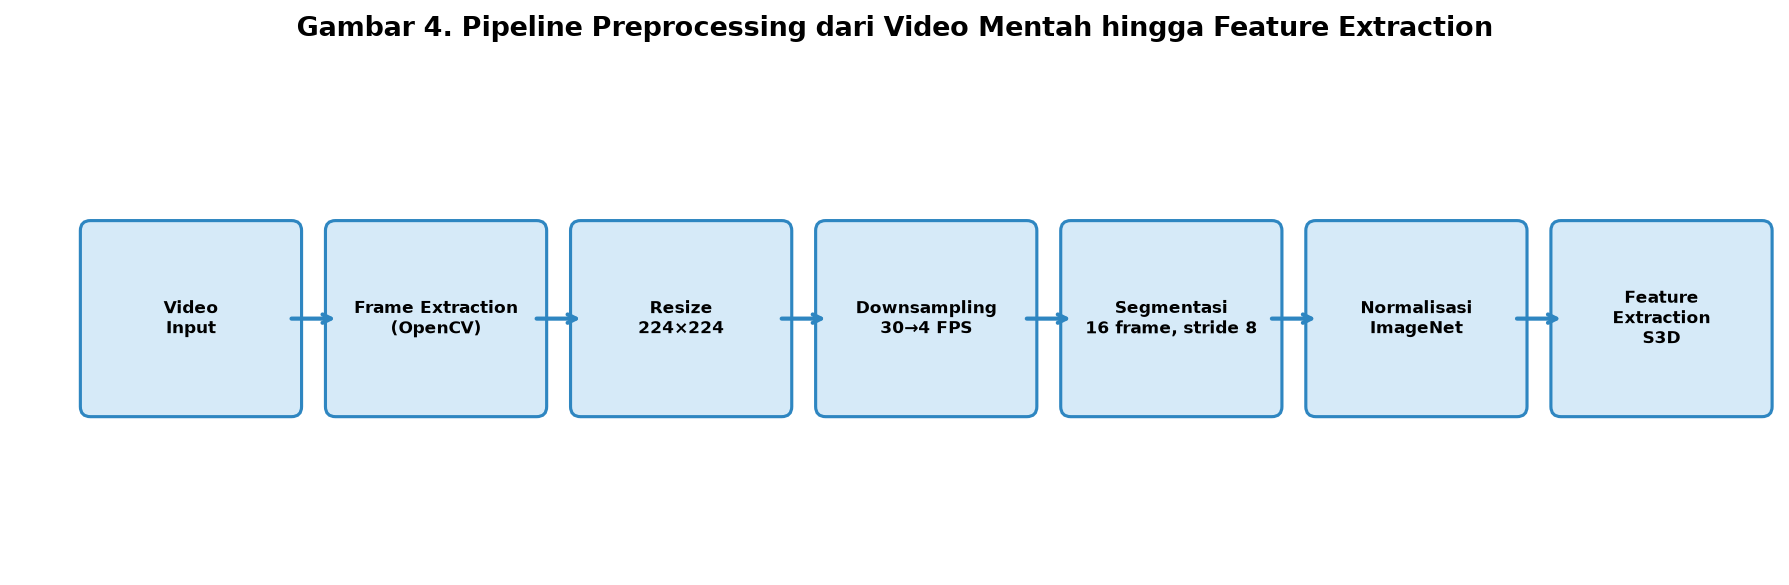 Gambar 4. Pipeline Preprocessing dari Video Mentah hingga Feature Extraction
Video
Input
Frame Extraction
(OpenCV)
Resize
224×224
Downsampling
30→4 FPS
Segmentasi
16 frame, stride 8
Normalisasi
ImageNet
Feature
Extraction
S3D